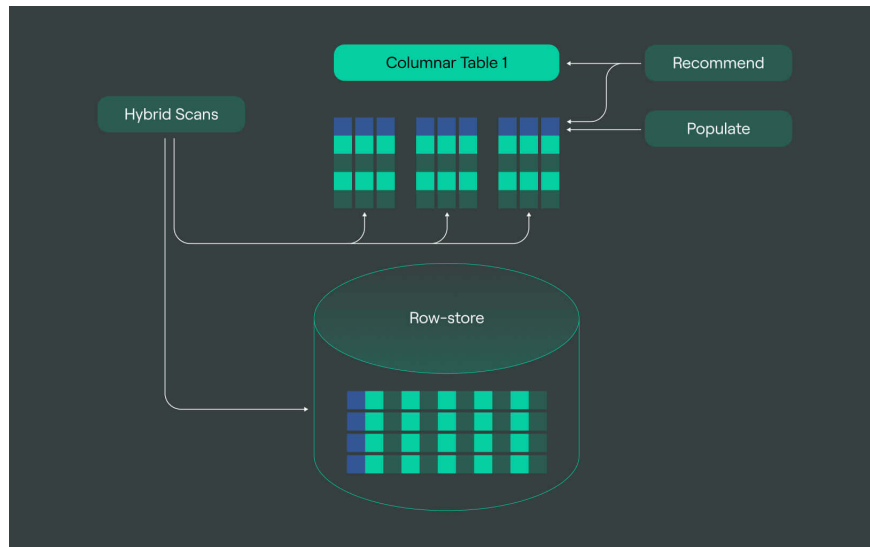 Columnar Table 1
Recommend
Hybrid Scans
Populate
Row-store